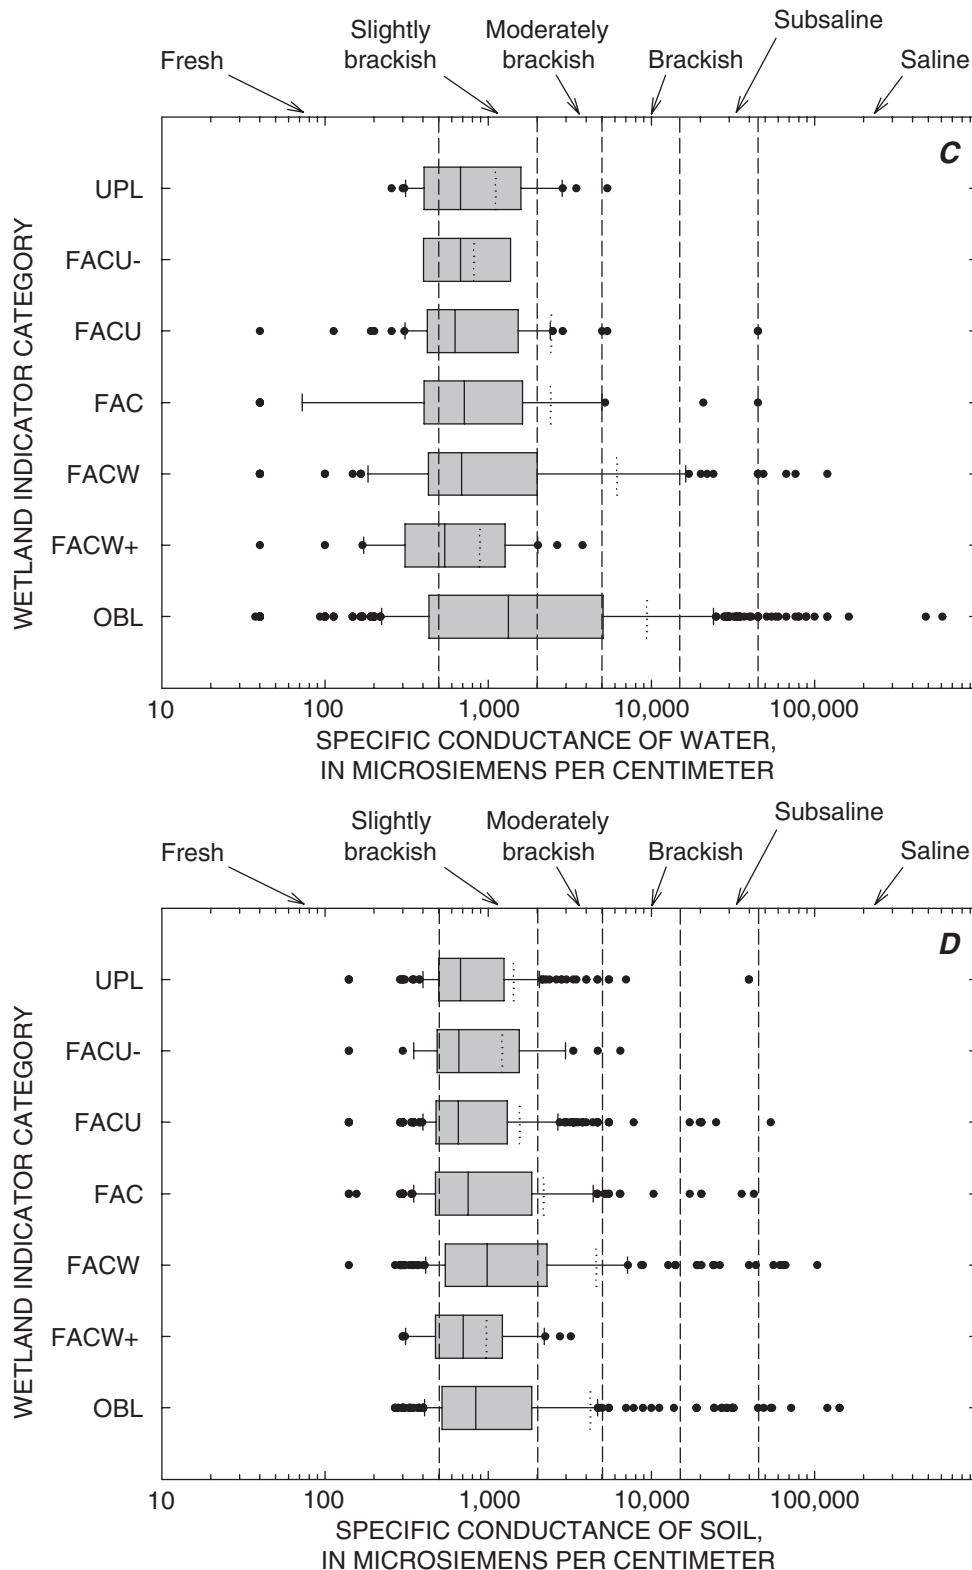 Subsaline
Slightly
brackish
Moderately
brackish
Fresh
Brackish
Saline
C
WETLAND INDICATOR CATEGORY
UPL
FACU-
FACU
FAC
FACW
FACW+
OBL
10
100
1,000
10,000
100,000
SPECIFIC CONDUCTANCE OF WATER,
IN MICROSIEMENS PER CENTIMETER
Subsaline
Slightly
brackish
Moderately
brackish
Fresh
Brackish
Saline
D
WETLAND INDICATOR CATEGORY
UPL
FACU-
FACU
FAC
FACW
FACW+
OBL
10
100
1,000
10,000
100,000
SPECIFIC CONDUCTANCE OF SOIL,
IN MICROSIEMENS PER CENTIMETER